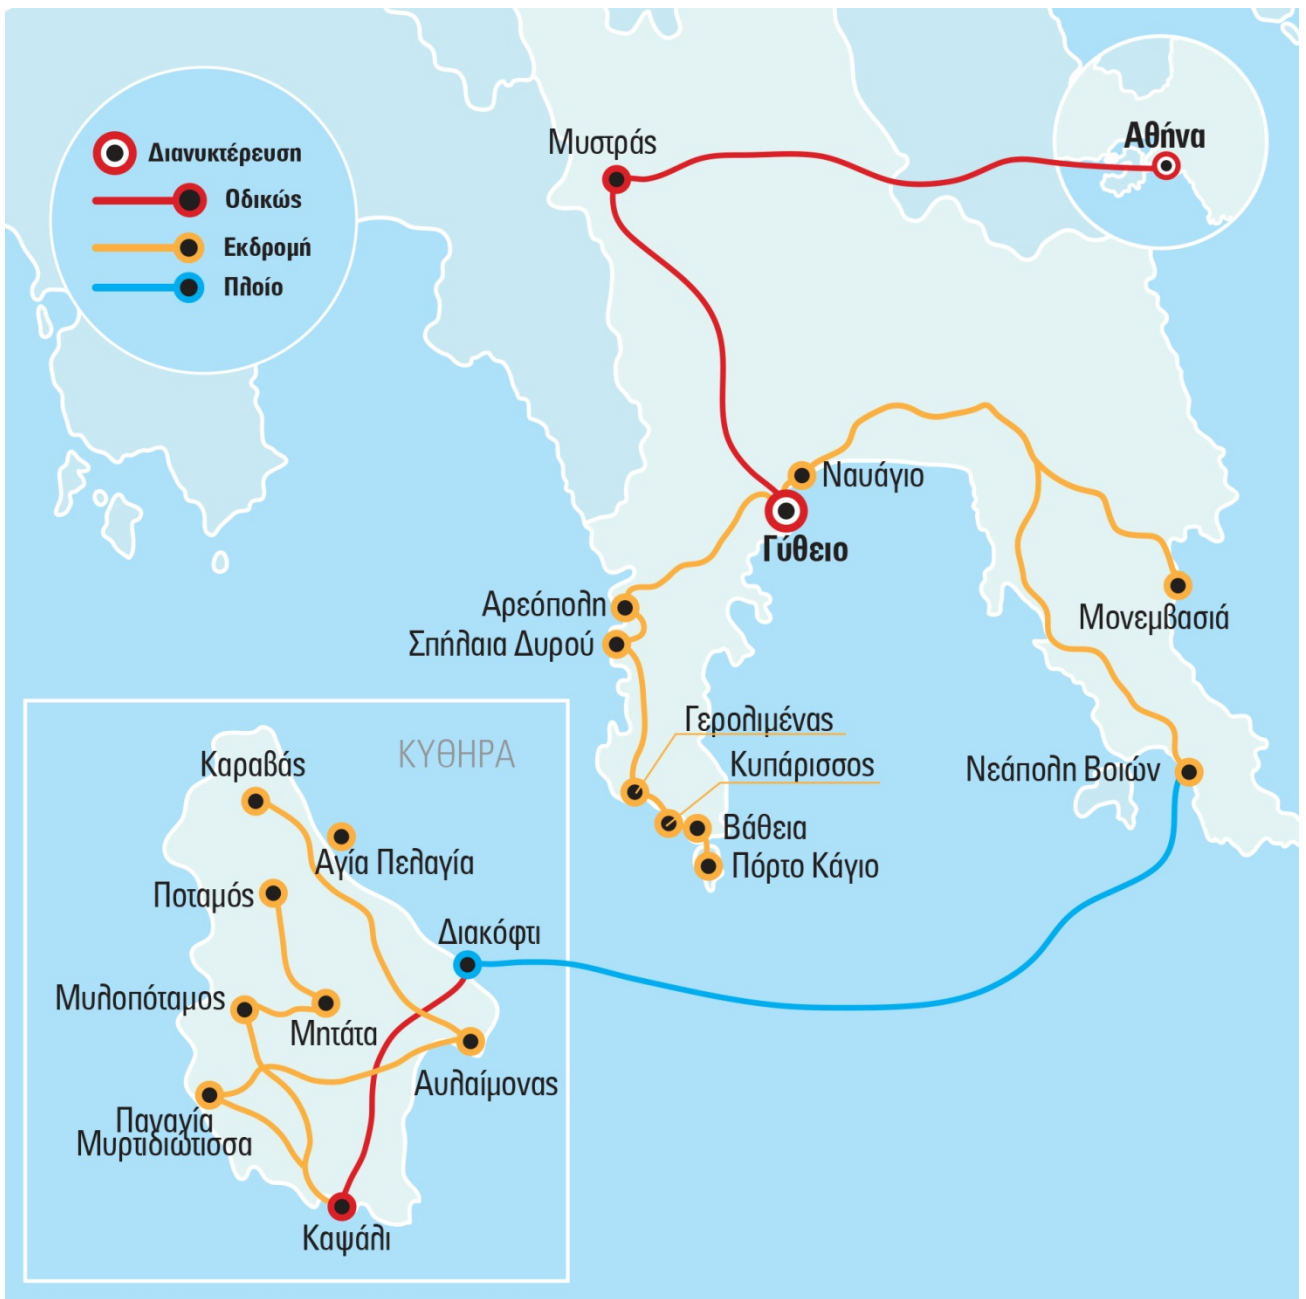 Διανυκτέρευση
Οδικώς
Εκδρομή
Πλοίο
Μυστράς
Αθήνα
Ναυάγιο
Γύθειο
Αρεόπολη
Σπήλαια Δυρού
Μονεμβασιά
Γερολιμένας
Κυπάρισσος
Νεάπολη Βοιών
Βάθεια
Πόρτο Κάγιο
ΚΥΘΗΡΑ
Καραβάς
Αγία Πελαγία
Ποταμός
Διακόφτι
Μυλοπόταμος
Μητάτα
Αυλαίμονας
Παναγία
Μυρτιδιώτισσα
Καψάλι